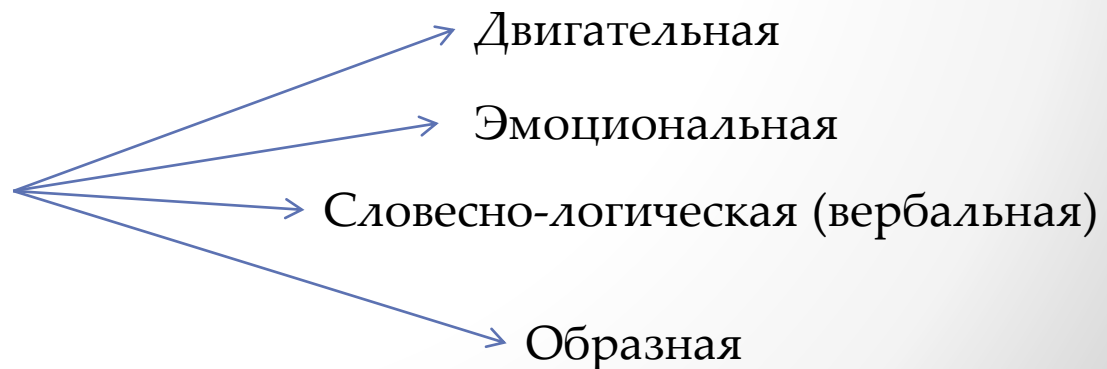 Двигательная
Эмоциональная
Словесно-логическая (вербальная)
Образная